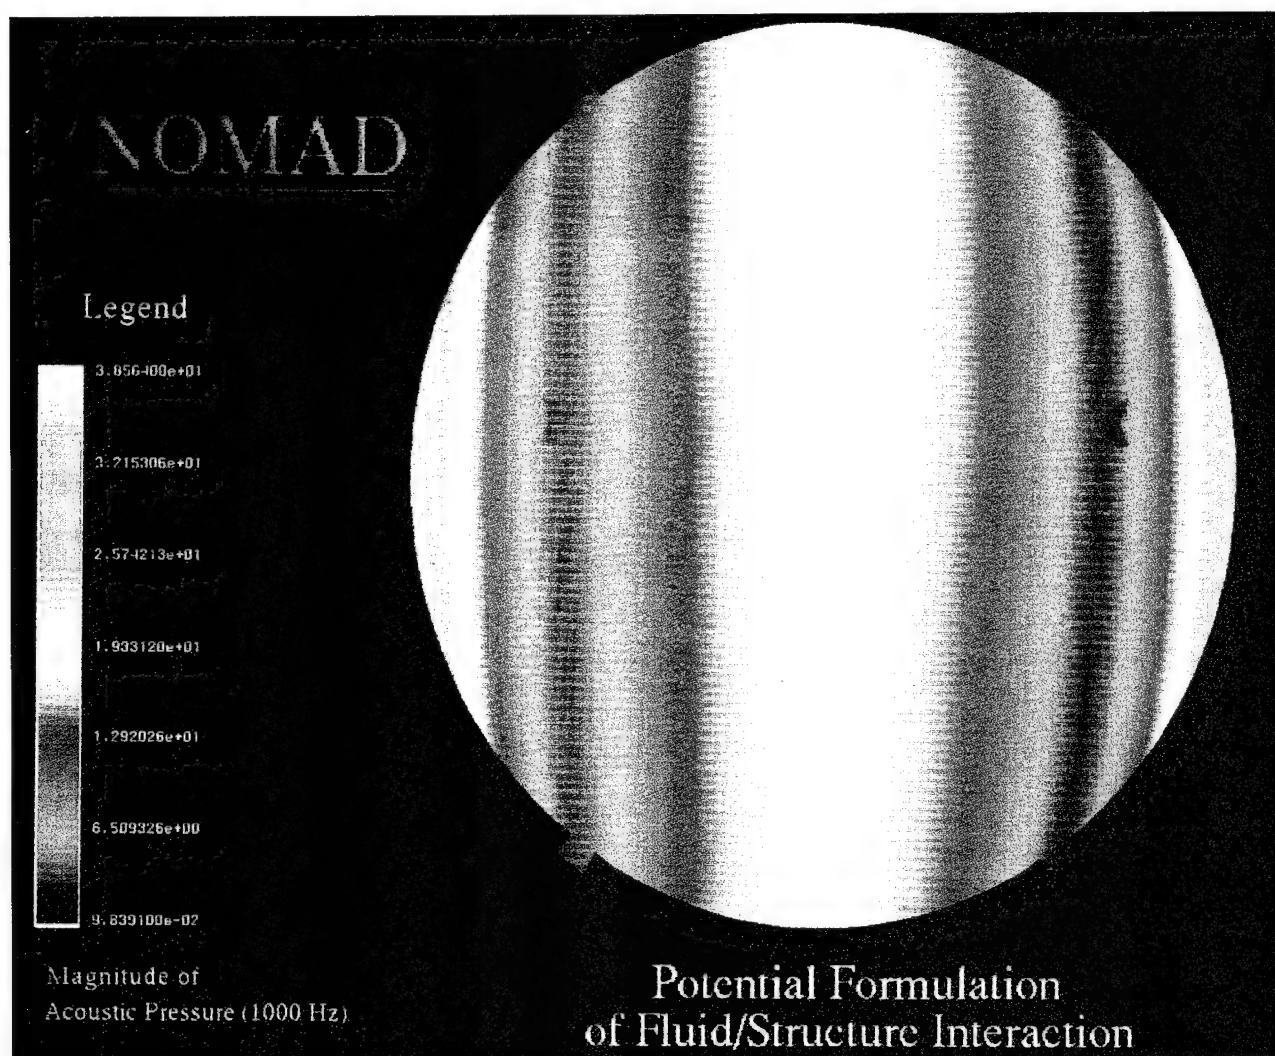 NOMAD
Legend
3.856400e+01
3.215306e+01
2.574213e+01
1.933120e+01
1.292026e+01
6.509326e+00
9.839100e-02
Magnitude of
Acoustic Pressure (1000 Hz)
Potential Formulation
of Fluid/Structure Interaction